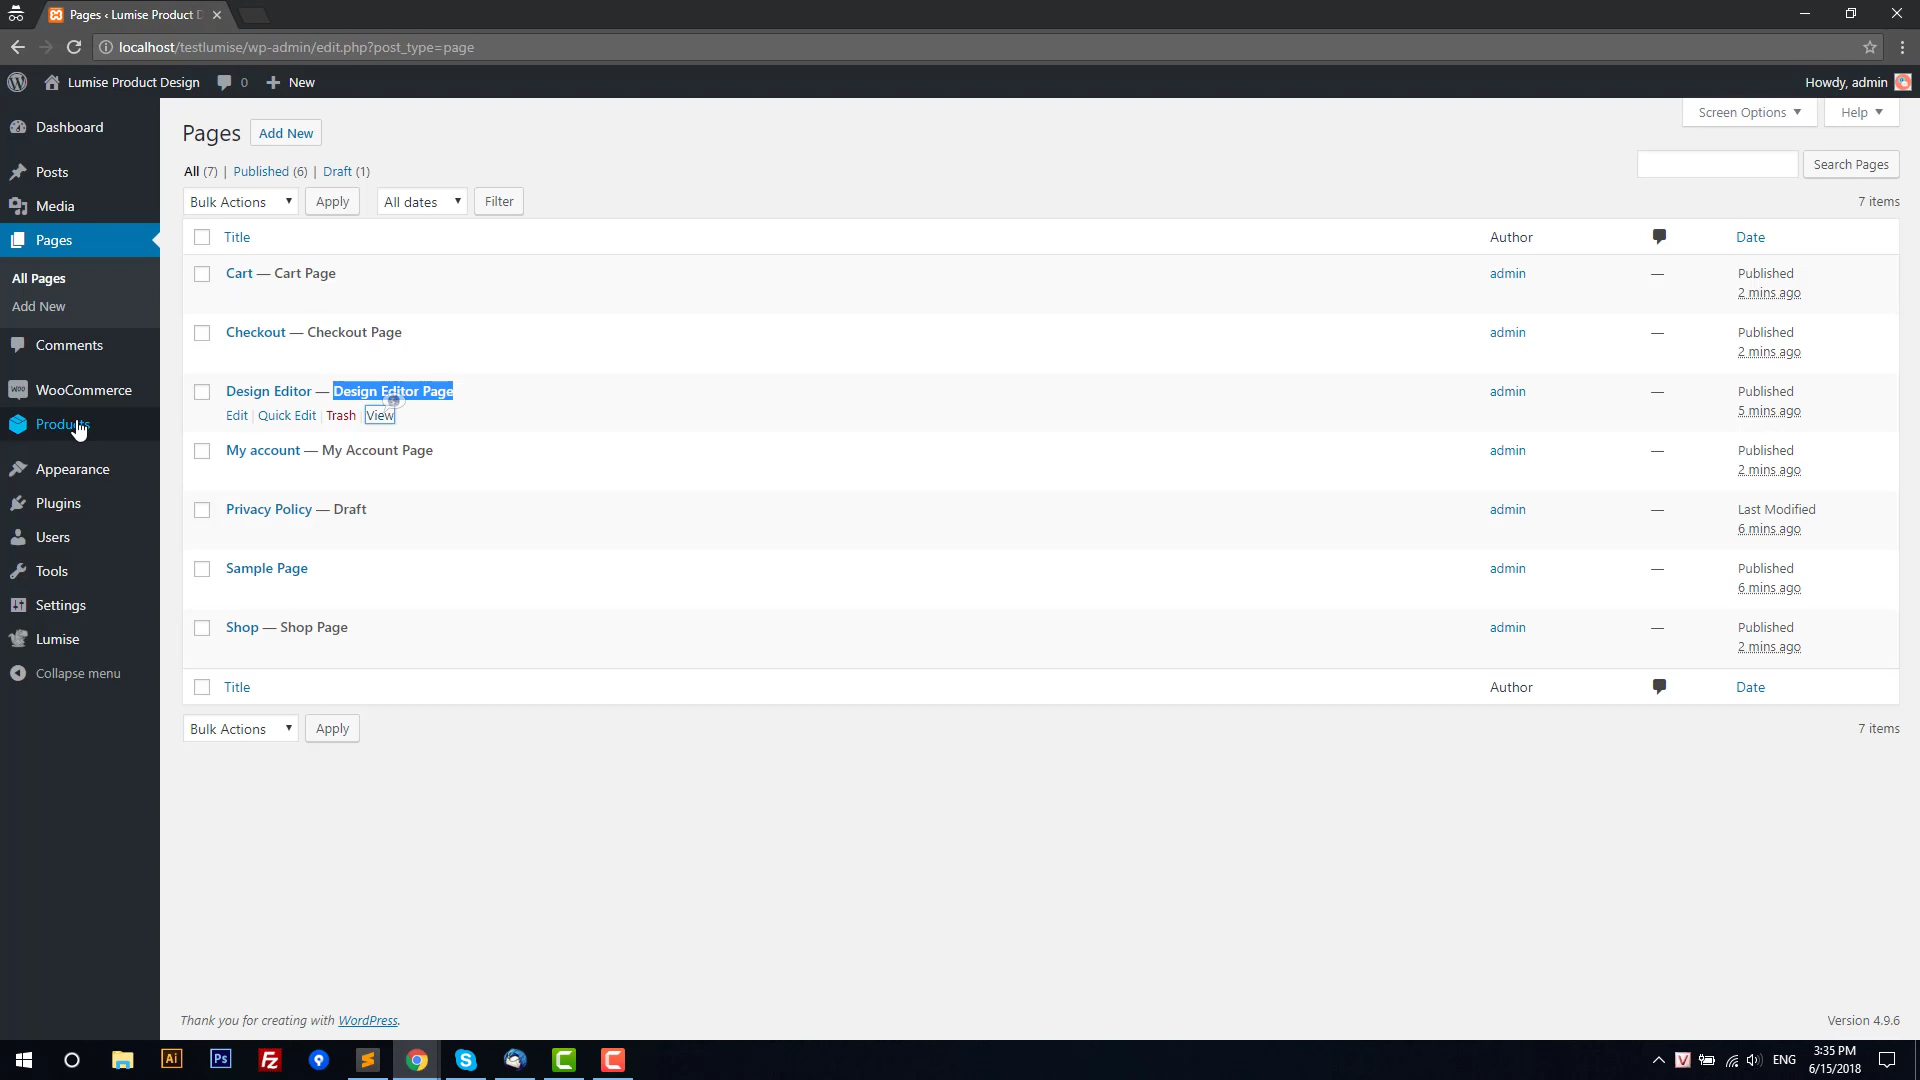 Pages ‹ Lumise Product D
localhost/testlumise/wp-admin/edit.php?post_type=page
Lumise Product Design 0 New
Howdy, admin
Dashboard
Posts
Media
Pages
All Pages
Add New
Comments
WOO WooCommerce
Products
Appearance
Plugins
Users
Tools
Settings
Lumise
Collapse menu
Screen Options Help
Pages Add New
All (7) | Published (6) | Draft (1)
Search Pages
Bulk Actions Apply All dates Filter 7 items
Title Author Date
Cart — Cart Page admin — Published
2 mins ago
Checkout — Checkout Page admin — Published
2 mins ago
Design Editor — Design Editor Page admin — Published
Edit | Quick Edit | Trash | View 5 mins ago
My account — My Account Page admin — Published
2 mins ago
Privacy Policy — Draft admin — Last Modified
6 mins ago
Sample Page admin — Published
6 mins ago
Shop — Shop Page admin — Published
2 mins ago
Title Author Date
Bulk Actions Apply 7 items
Thank you for creating with WordPress.
Version 4.9.6
Ai Ps Fz S C C
V ENG
3:35 PM
6/15/2018